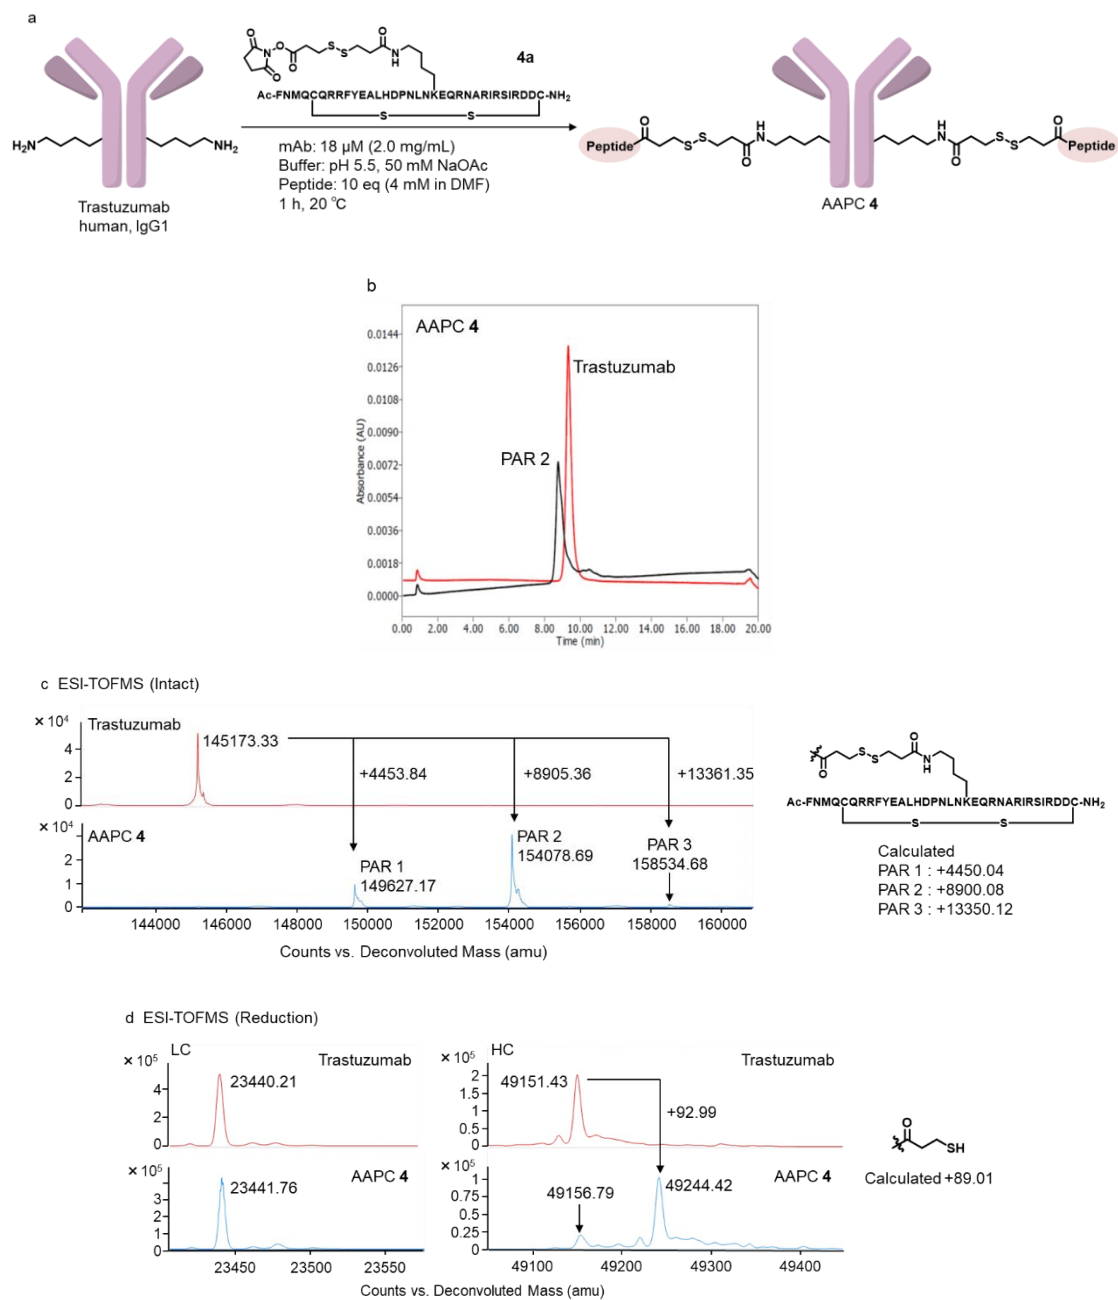 a
4a
Ac-FNMQCQRRFYEALHDPNLNKEQRNARIRSIRDDC-NH2
S S
H2N NH2
mAb: 18 µM (2.0 mg/mL)
Buffer: pH 5.5, 50 mM NaOAc
Peptide: 10 eq (4 mM in DMF)
1 h, 20 ℃
Trastuzumab
human, IgG1
Peptide
Peptide
AAPC 4
b
AAPC 4
Trastuzumab
PAR 2
Absorbance (AU)
0.0144
0.0126
0.0108
0.0090
0.0072
0.0054
0.0036
0.0018
0.0000
0.00 2.00 4.00 6.00 8.00 10.00 12.00 14.00 16.00 18.00 20.00
Time (min)
c ESI-TOFMS (Intact)
× 10⁴
Trastuzumab
4
2
0
145173.33
+4453.84
+8905.36
+13361.35
× 10⁴
AAPC 4
2
1
0
PAR 1
149627.17
PAR 2
154078.69
PAR 3
158534.68
144000 146000 148000 150000 152000 154000 156000 158000 160000
Counts vs. Deconvoluted Mass (amu)
Ac-FNMQCQRRFYEALHDPNLNKEQRNARIRSIRDDC-NH2
S S
Calculated
PAR 1 : +4450.04
PAR 2 : +8900.08
PAR 3 : +13350.12
d ESI-TOFMS (Reduction)
LC
× 10⁵
Trastuzumab
4
2
0
23440.21
× 10⁵
AAPC 4
4
3
2
1
0
23441.76
23450 23500 23550
HC
× 10⁵
Trastuzumab
2
1.5
1
0.5
0
49151.43
+92.99
× 10⁵
AAPC 4
1
0.75
0.5
0.25
0
49156.79
49244.42
49100 49200 49300 49400
Counts vs. Deconvoluted Mass (amu)
O
SH
Calculated +89.01